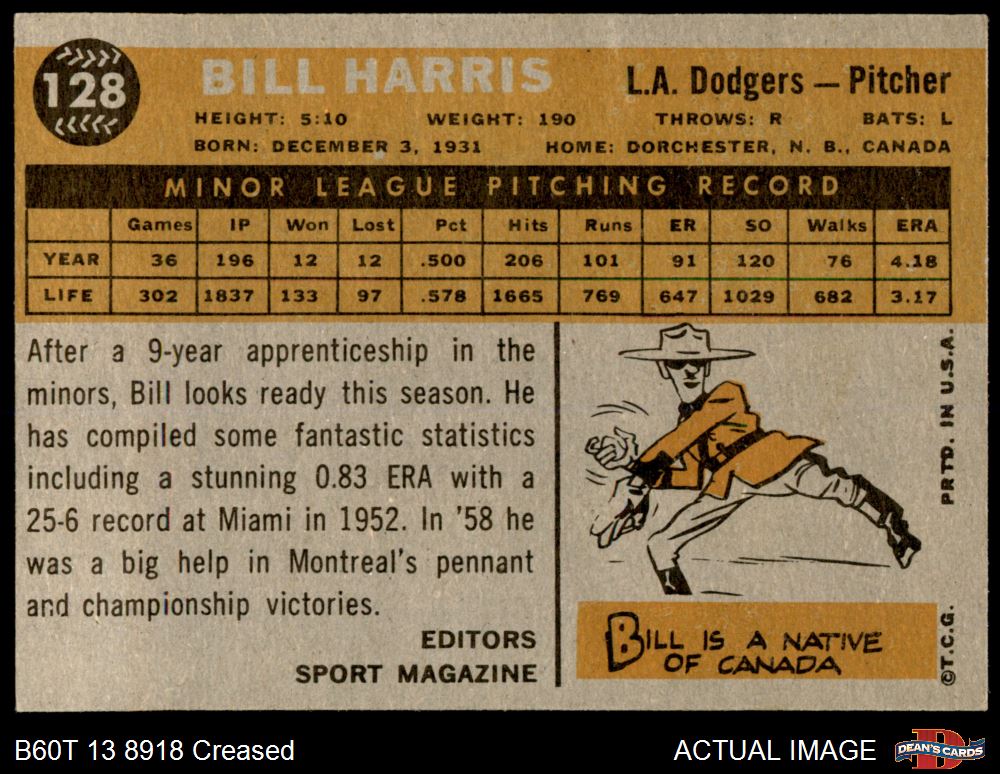 128
BILL HARRIS
L.A. Dodgers — Pitcher
HEIGHT: 5:10 WEIGHT: 190 THROWS: R BATS: L
BORN: DECEMBER 3, 1931 HOME: DORCHESTER, N. B., CANADA
MINOR LEAGUE PITCHING RECORD
Games IP Won Lost Pct Hits Runs ER SO Walks ERA
YEAR 36 196 12 12 .500 206 101 91 120 76 4.18
LIFE 302 1837 133 97 .578 1665 769 647 1029 682 3.17
After a 9-year apprenticeship in the
minors, Bill looks ready this season. He
has compiled some fantastic statistics
including a stunning 0.83 ERA with a
25-6 record at Miami in 1952. In '58 he
was a big help in Montreal's pennant
and championship victories.
EDITORS
SPORT MAGAZINE
BILL IS A NATIVE
OF CANADA
PRTD. IN U.S.A.
©T.C.G.
B60T 13 8918 Creased
ACTUAL IMAGE
D
DEAN'S CARDS